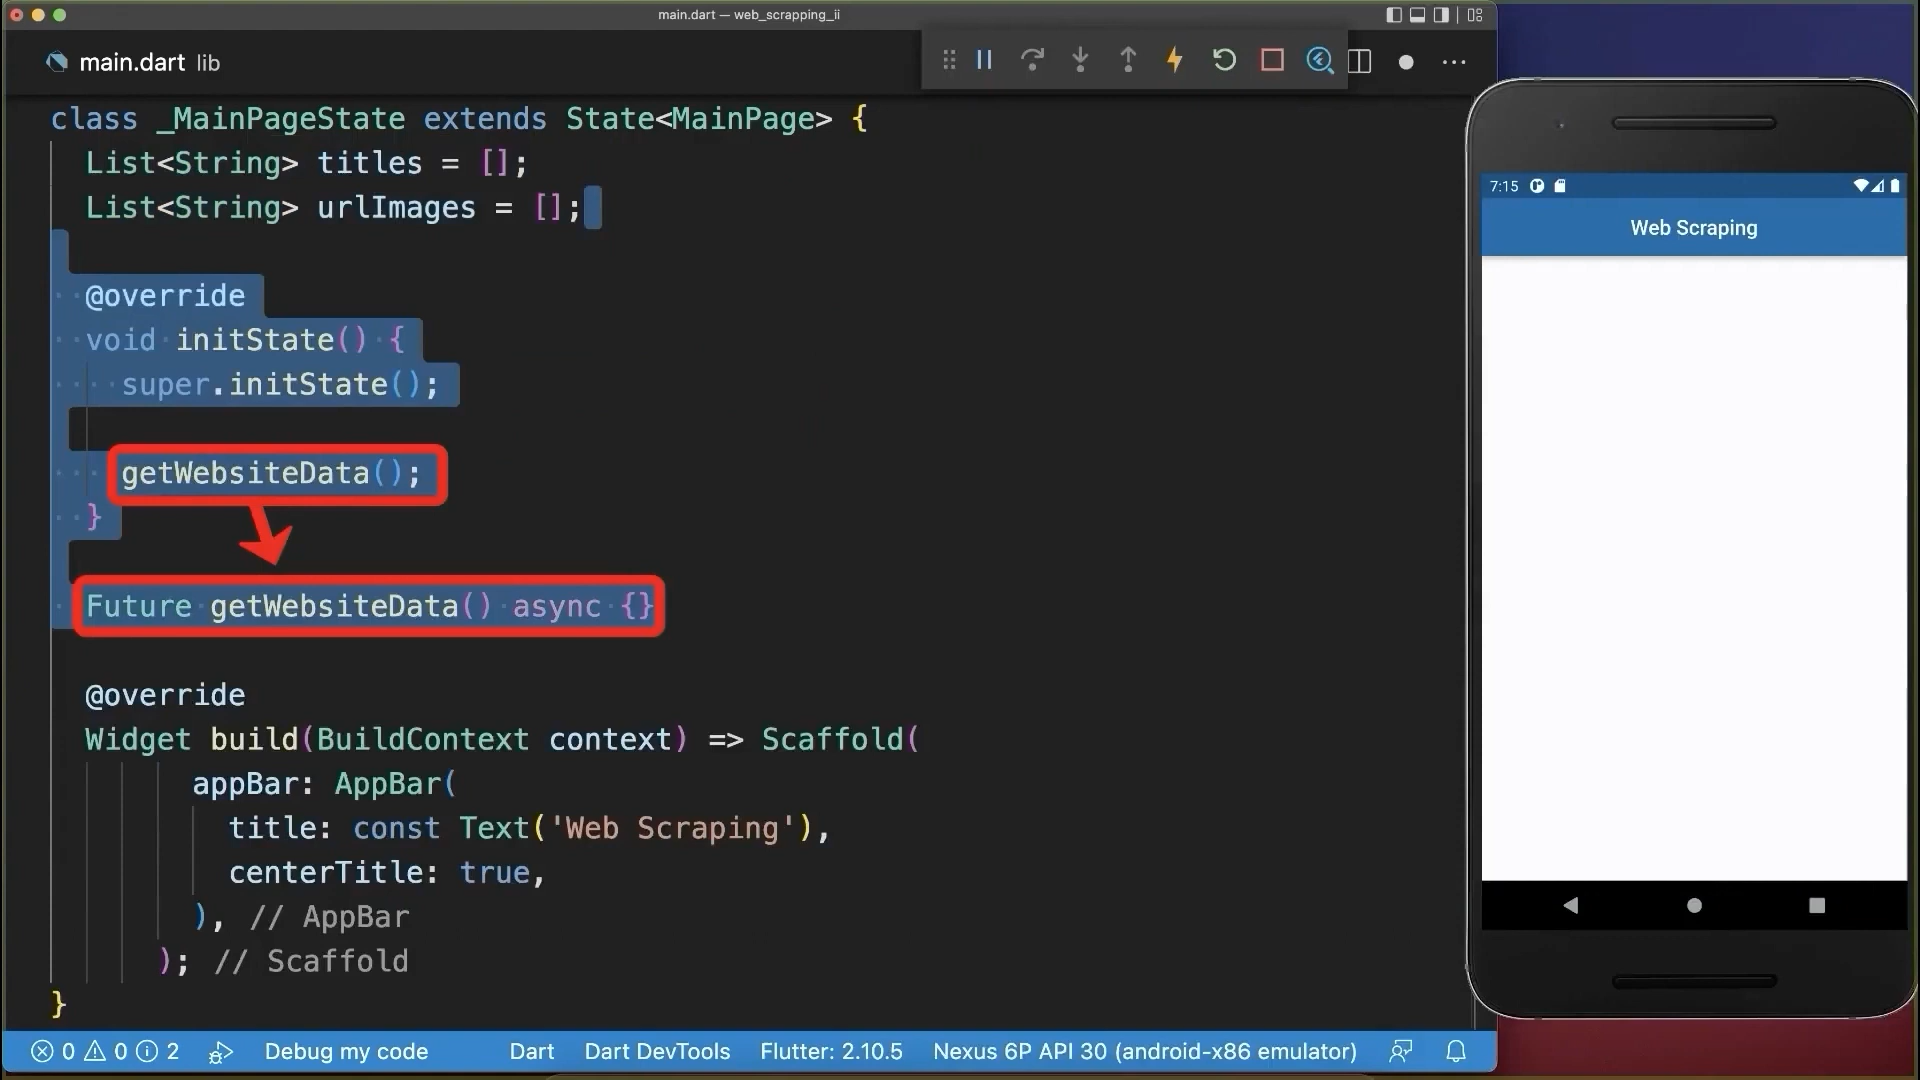 main.dart — web_scrapping_ii
main.dart lib
class _MainPageState extends State<MainPage> {
List<String> titles = [];
List<String> urlImages = [];
@override
void initState() {
super.initState();
getWebsiteData();
}
Future getWebsiteData() async {}
@override
Widget build(BuildContext context) => Scaffold(
appBar: AppBar(
title: const Text('Web Scraping'),
centerTitle: true,
), // AppBar
); // Scaffold
}
0 0 2 Debug my code Dart Dart DevTools Flutter: 2.10.5 Nexus 6P API 30 (android-x86 emulator)
7:15
Web Scraping